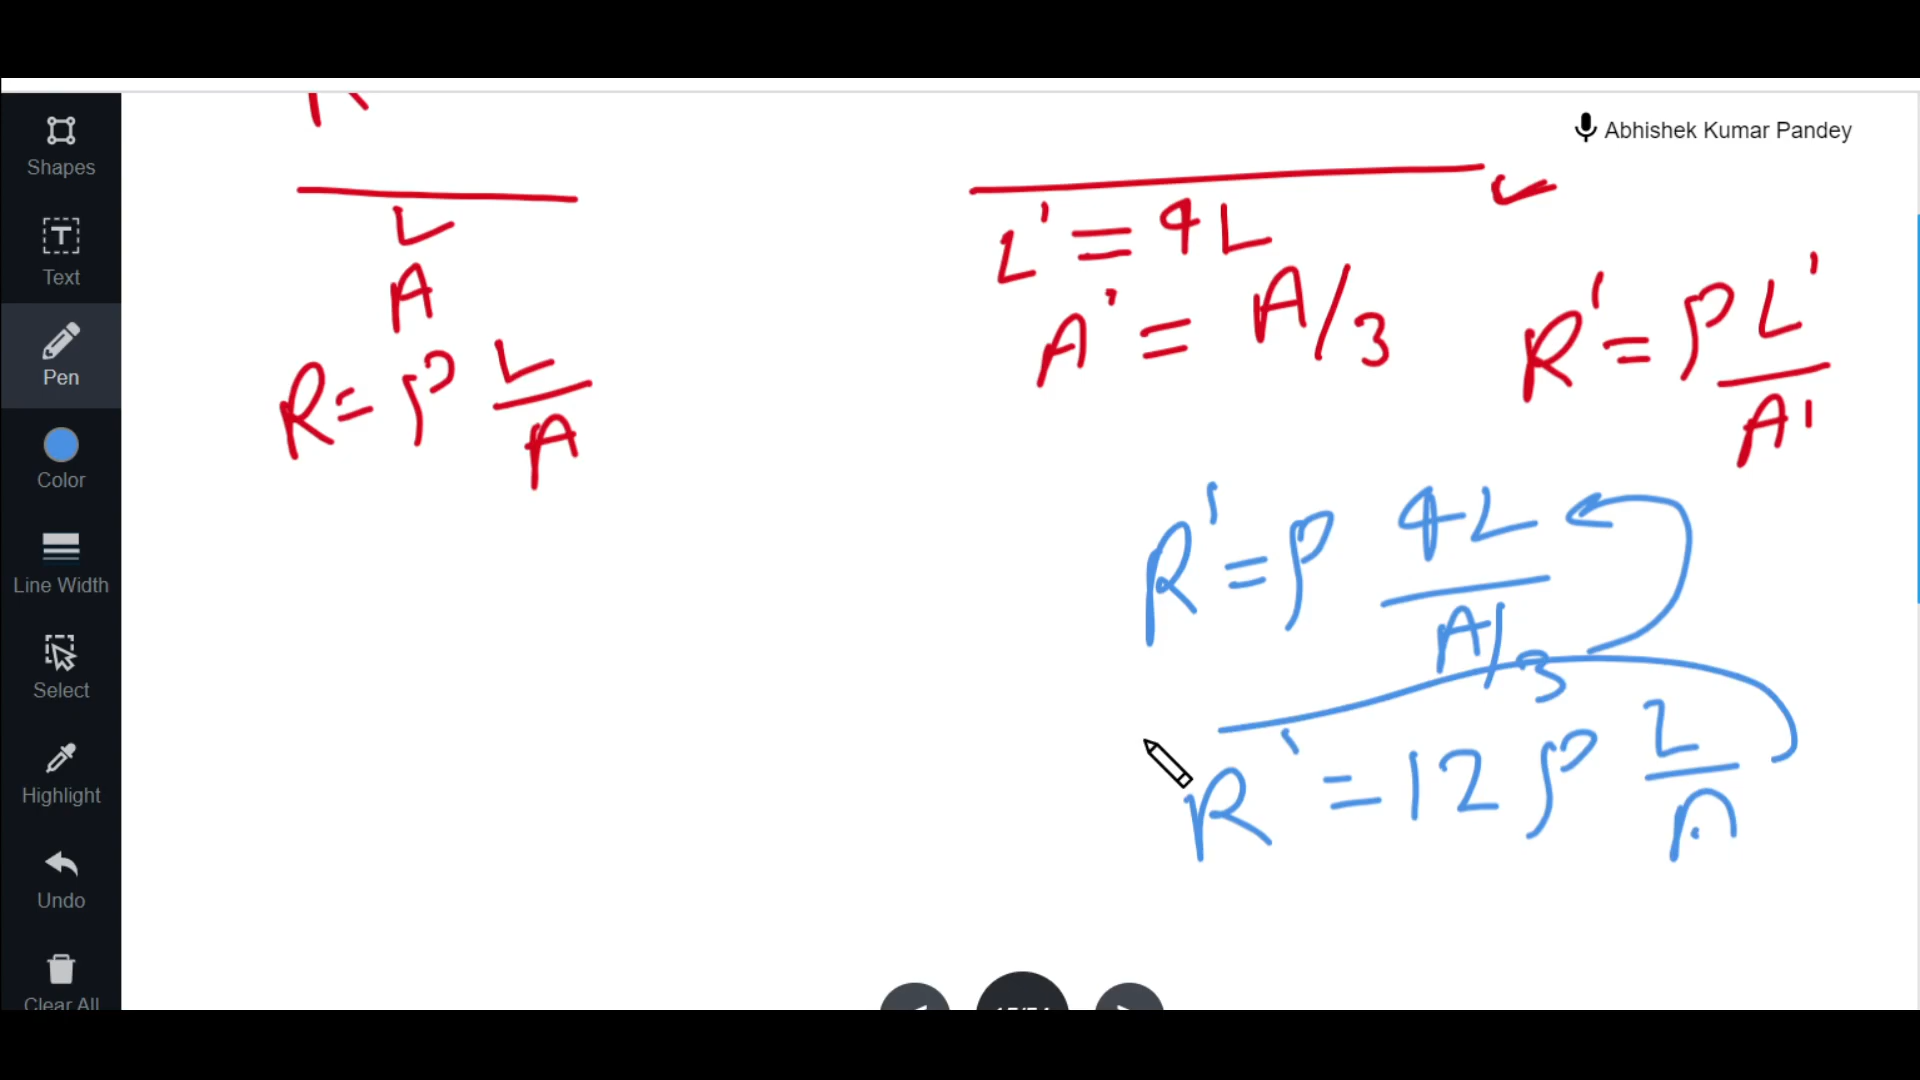 Abhishek Kumar Pandey
Shapes
Text
Pen
Color
Line Width
Select
Highlight
Undo
Clear All
L
A
R = ρ L/A
L' = 4L
A' = A/3
R' = ρ L'/A'
R' = ρ 4L/A/3
R' = 12 ρ L/A